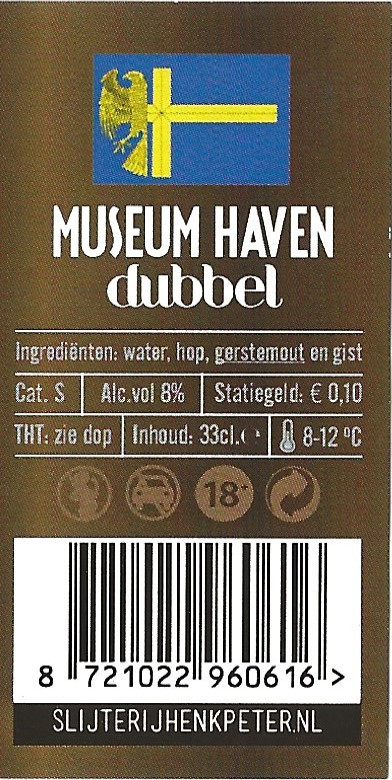 MUSEUM HAVEN
dubbel
Ingrediënten: water, hop, gerstemout en gist
Cat. S Alc.vol 8% Statiegeld: € 0,10
THT: zie dop Inhoud: 33cl. 8-12 ºC
18+
8 721022 960616 >
SLIJTERIJHENKPETER.NL